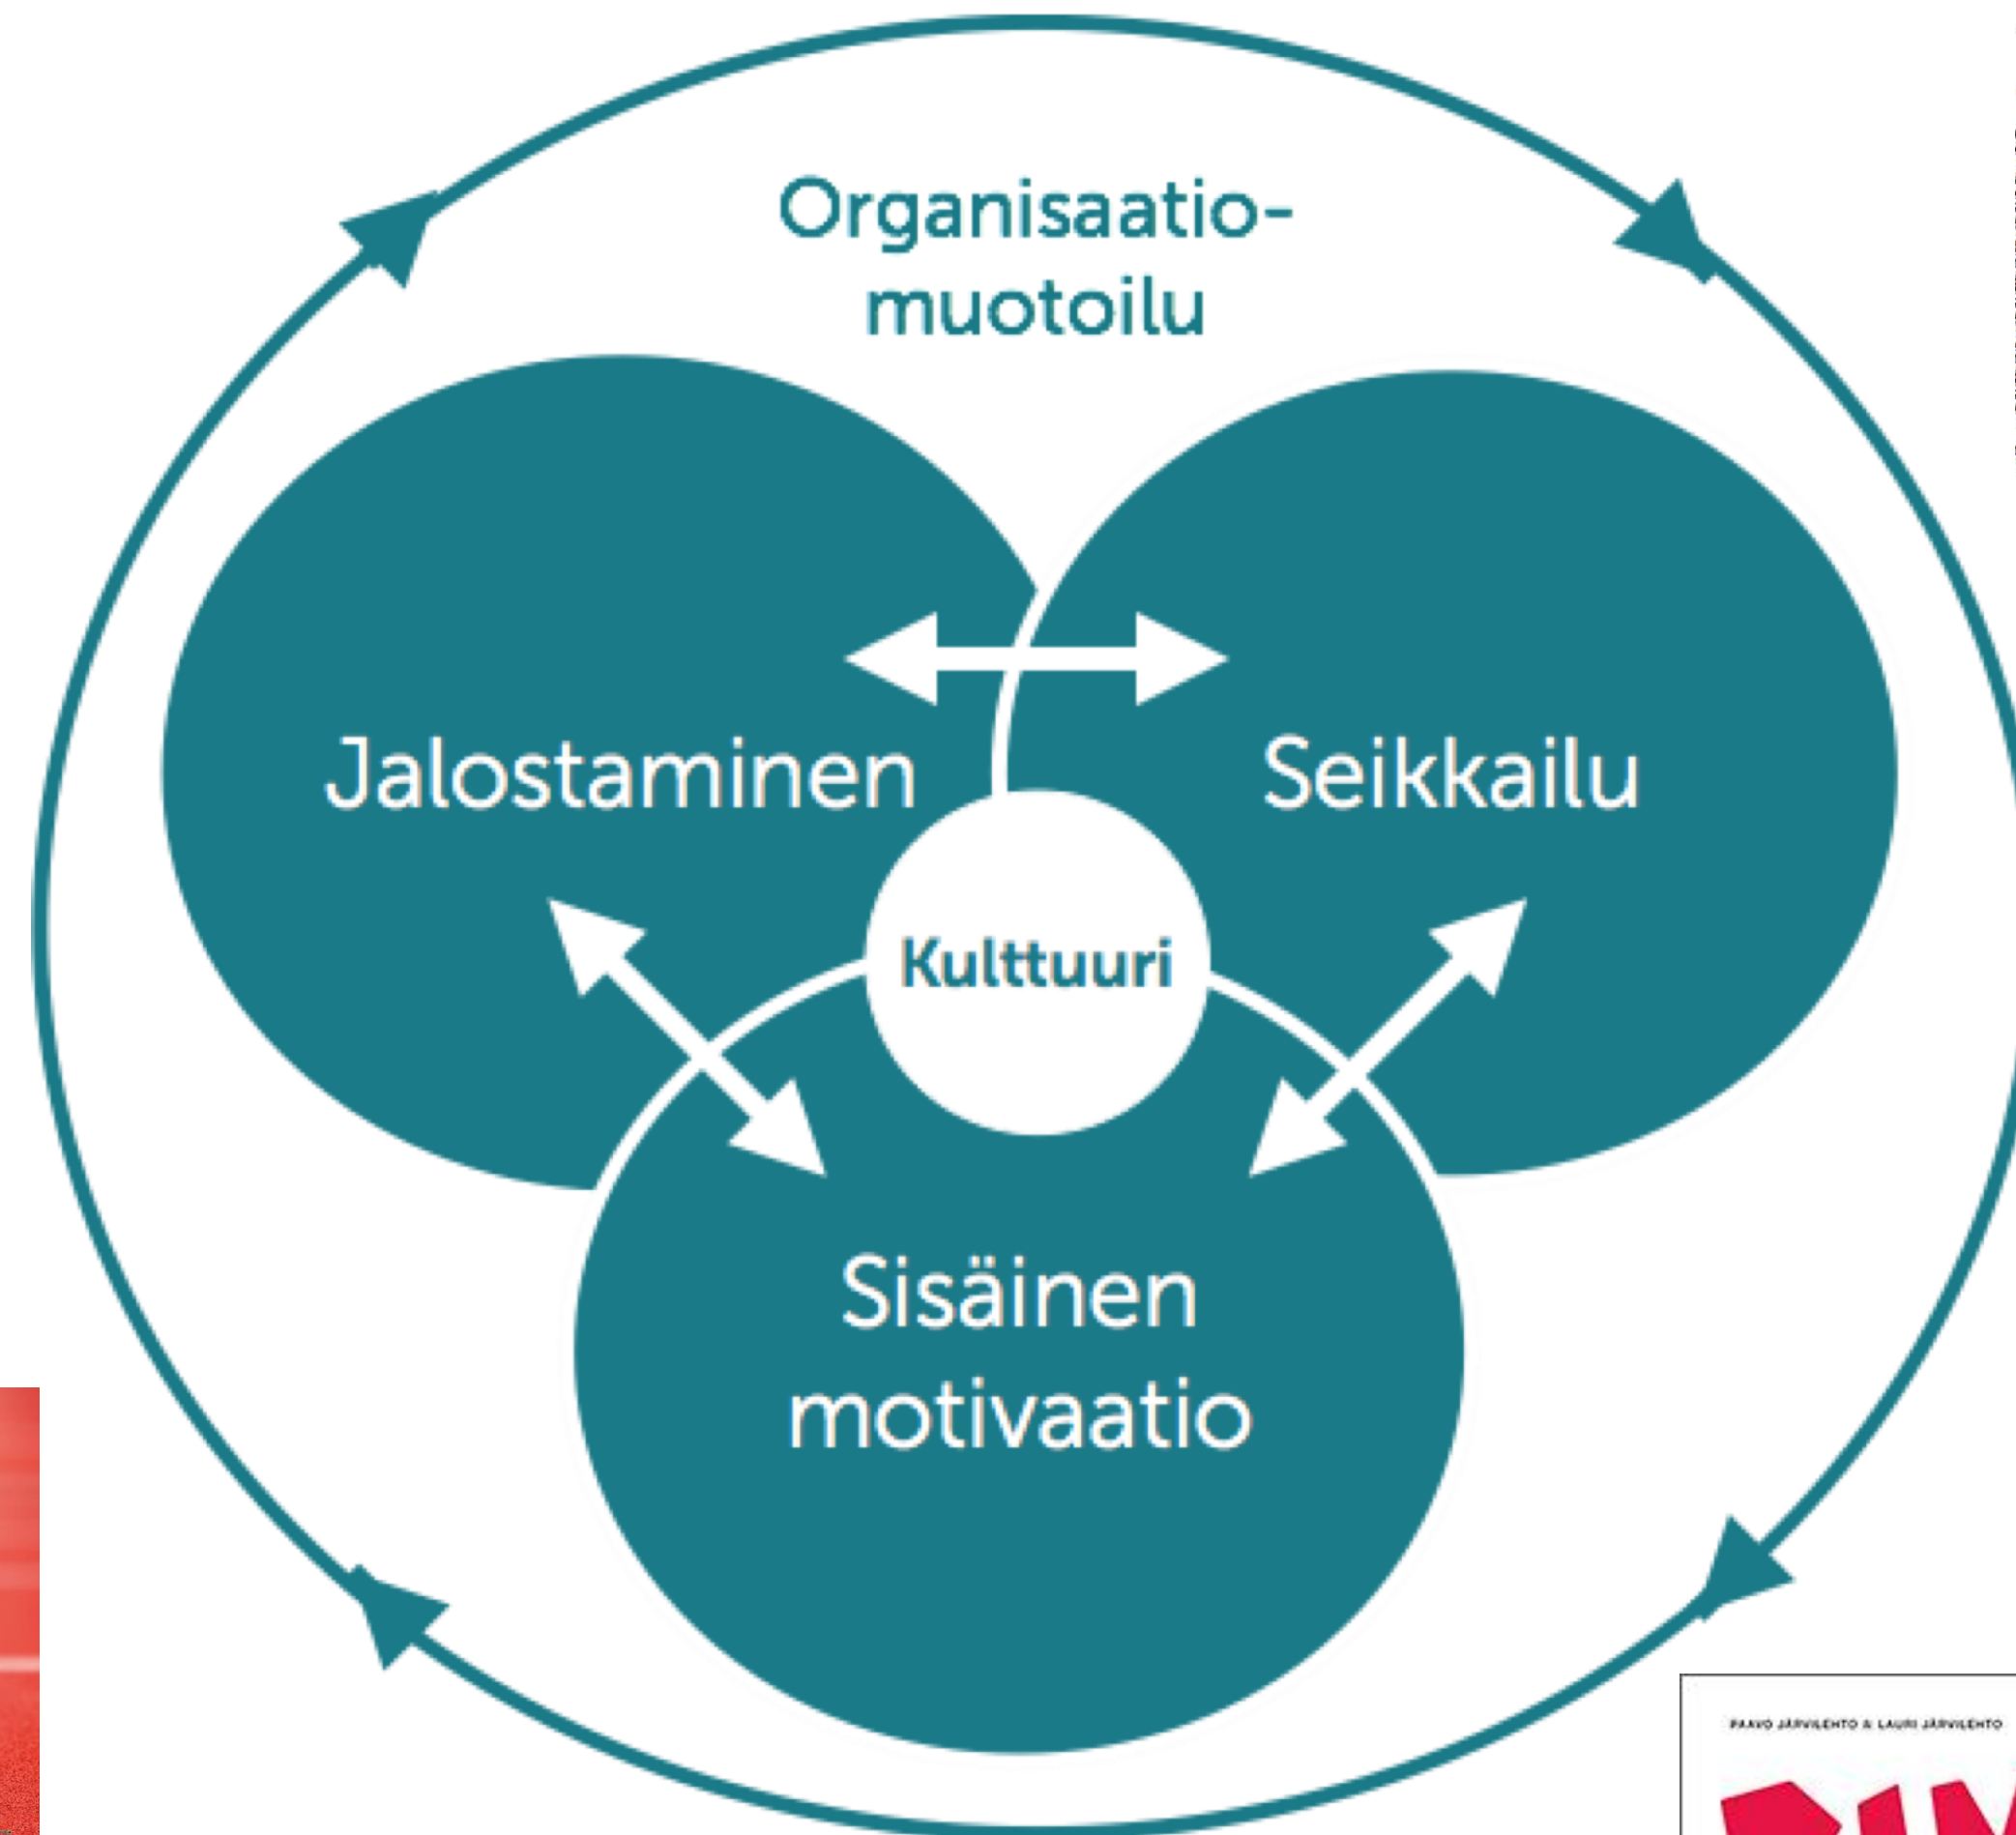 Organisaatio-
muotoilu
Jalostaminen
Seikkailu
Kulttuuri
Sisäinen
motivaatio
PAAVO JÄRVILEHTO & LAURI JÄRVILEHTO